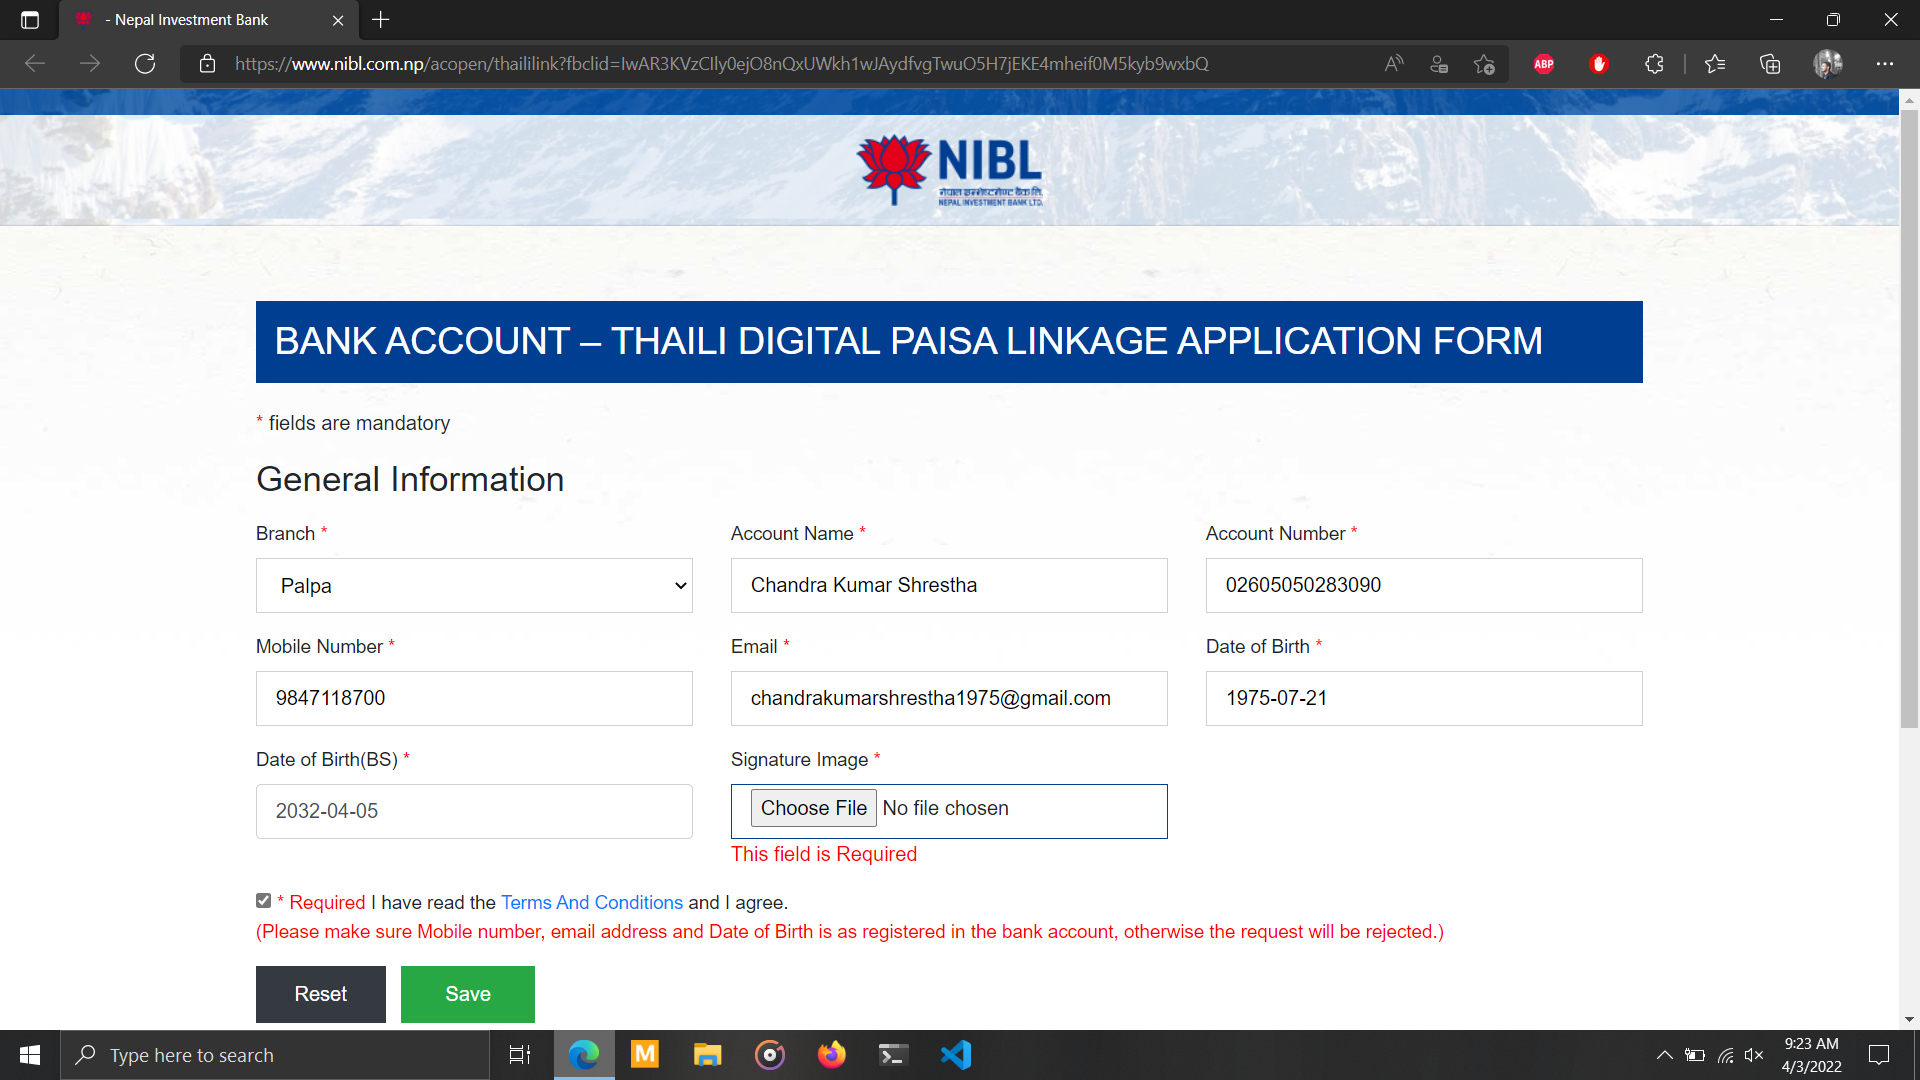 - Nepal Investment Bank
https://www.nibl.com.np/acopen/thaililink?fbclid=IwAR3KVzCIly0ejO8nQxUWkh1wJAydfvgTwuO5H7jEKE4mheif0M5kyb9wxbQ
ABP
NIBL
नेपाल इन्भेष्टमेण्ट बैंक लि.
NEPAL INVESTMENT BANK LTD.
BANK ACCOUNT – THAILI DIGITAL PAISA LINKAGE APPLICATION FORM
* fields are mandatory
General Information
Branch * Account Name * Account Number *
Palpa Chandra Kumar Shrestha 02605050283090
Mobile Number * Email * Date of Birth *
9847118700 chandrakumarshrestha1975@gmail.com 1975-07-21
Date of Birth(BS) * Signature Image *
2032-04-05 Choose File No file chosen
This field is Required
* Required I have read the Terms And Conditions and I agree.
(Please make sure Mobile number, email address and Date of Birth is as registered in the bank account, otherwise the request will be rejected.)
Reset Save
Type here to search
M
9:23 AM
4/3/2022